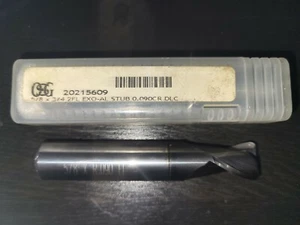 OSG 20215609
5/8 x 3/4 2FL EXO-AL STUB 0.090CR DLC